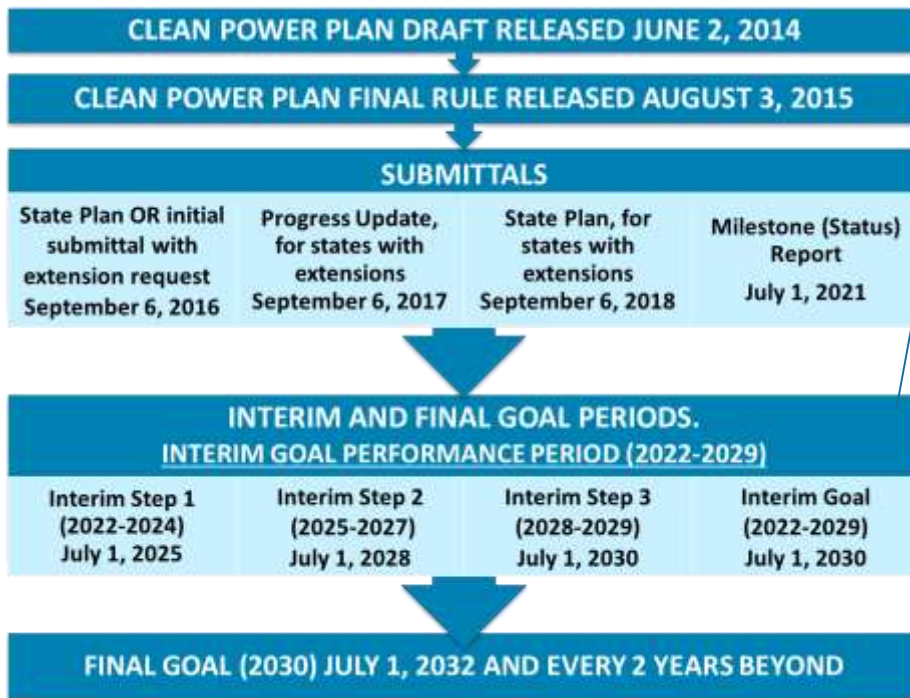 CLEAN POWER PLAN DRAFT RELEASED JUNE 2, 2014
CLEAN POWER PLAN FINAL RULE RELEASED AUGUST 3, 2015
SUBMITTALS
State Plan OR initial
submittal with
extension request
September 6, 2016
Progress Update,
for states with
extensions
September 6, 2017
State Plan, for
states with
extensions
September 6, 2018
Milestone (Status)
Report
July 1, 2021
INTERIM AND FINAL GOAL PERIODS.
INTERIM GOAL PERFORMANCE PERIOD (2022-2029)
Interim Step 1
(2022-2024)
July 1, 2025
Interim Step 2
(2025-2027)
July 1, 2028
Interim Step 3
(2028-2029)
July 1, 2030
Interim Goal
(2022-2029)
July 1, 2030
FINAL GOAL (2030) JULY 1, 2032 AND EVERY 2 YEARS BEYOND